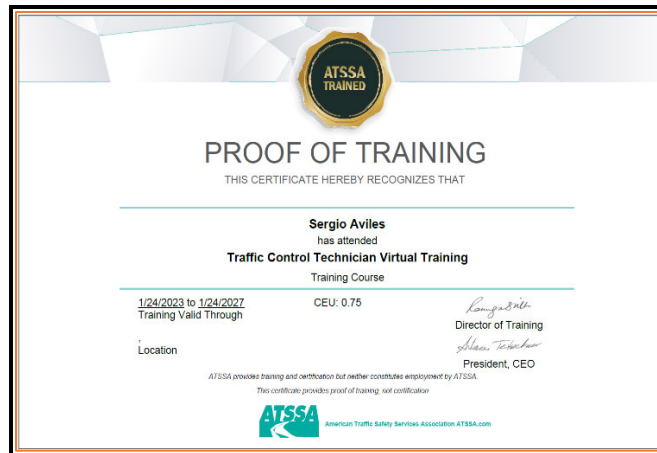 ATSSA
TRAINED
PROOF OF TRAINING
THIS CERTIFICATE HEREBY RECOGNIZES THAT
Sergio Aviles
has attended
Traffic Control Technician Virtual Training
Training Course
1/24/2023 to 1/24/2027
Training Valid Through
CEU: 0.75
Director of Training
,
Location
President, CEO
ATSSA provides training and certification but neither constitutes employment by ATSSA.
This certificate provides proof of training, not certification
ATSSA
American Traffic Safety Services Association ATSSA.com